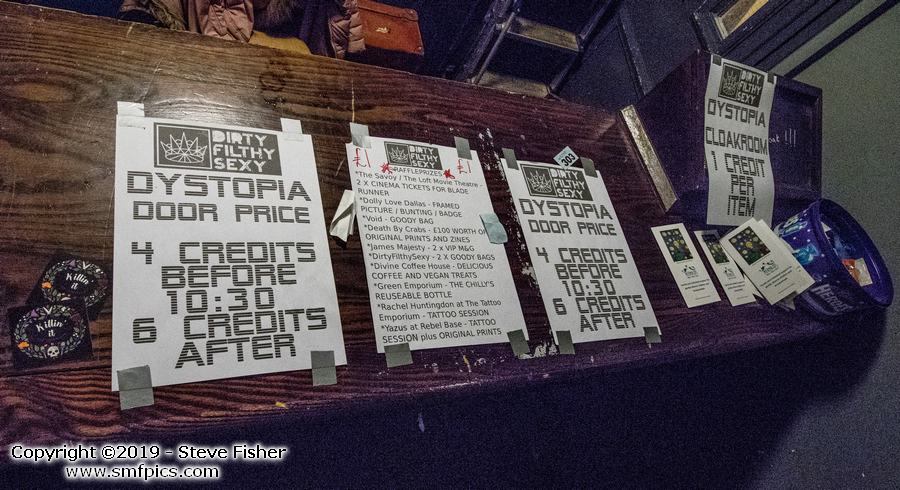 DIRTY
FILTHY
SEXY
DYSTOPIA
DOOR PRICE
4 CREDITS
BEFORE
10:30
6 CREDITS
AFTER
Killin'
it
Killin'
it
£1
£1
DIRTY
FILTHY
SEXY
RAFFLEPRIZES
*The Savoy / The Loft Movie Theatre -
2 X CINEMA TICKETS FOR BLADE
RUNNER
*Dolly Love Dallas - FRAMED
PICTURE / BUNTING / BADGE
*Void - GOODY BAG
*Death By Crabs - £100 WORTH OF
ORIGINAL PRINTS AND ZINES
*James Majesty - 2 x VIP M&G
*DirtyFilthySexy - 2 X GOODY BAGS
*Divine Coffee House - DELICIOUS
COFFEE AND VEGAN TREATS
*Green Emporium - THE CHILLY'S
REUSEABLE BOTTLE
*Rachel Huntingdon at The Tattoo
Emporium - TATTOO SESSION
*Yazus at Rebel Base - TATTOO
SESSION plus ORIGINAL PRINTS
303
DIRTY
FILTHY
SEXY
DYSTOPIA
DOOR PRICE
4 CREDITS
BEFORE
10:30
6 CREDITS
AFTER
DIRTY
FILTHY
SEXY
DYSTOPIA
CLOAKROOM
1 CREDIT
PER
ITEM
Copyright ©2019 - Steve Fisher
www.smfpics.com